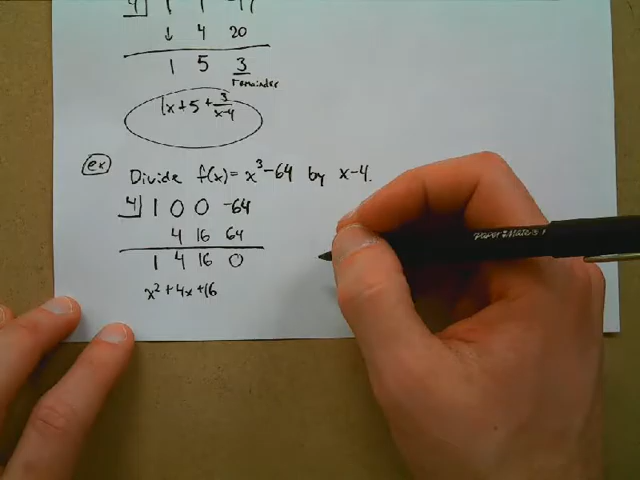 4 1 1 -17
↓ 4 20
1 5 3
remainder
1x+5+3/(x-4)
ex Divide f(x)=x³-64 by x-4.
4 1 0 0 -64
4 16 64
1 4 16 0
x²+4x+16